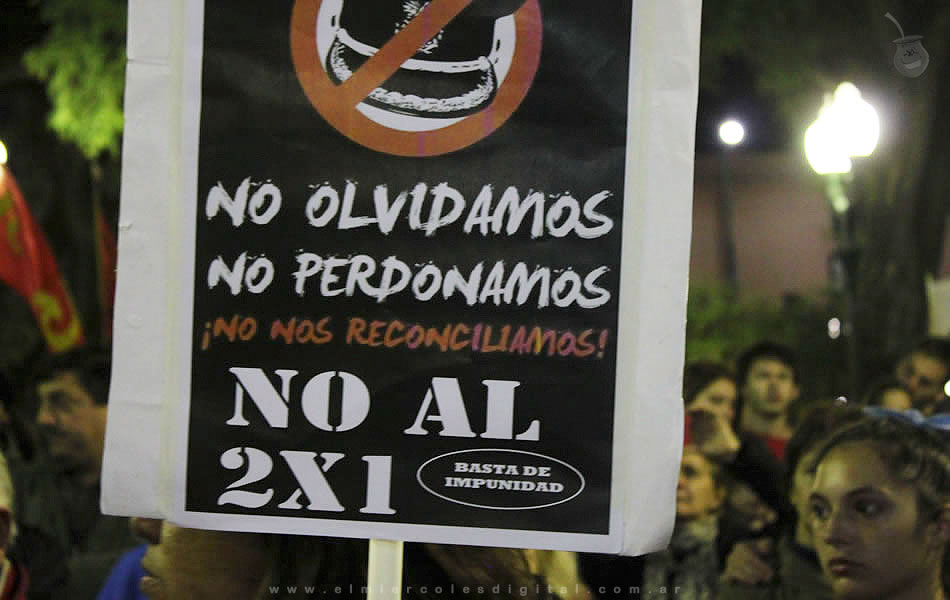 NO OLVIDAMOS
NO PERDONAMOS
¡NO NOS RECONCILIAMOS!
NO AL
2X1
BASTA DE
IMPUNIDAD
www.elmiercolesdigital.com.ar